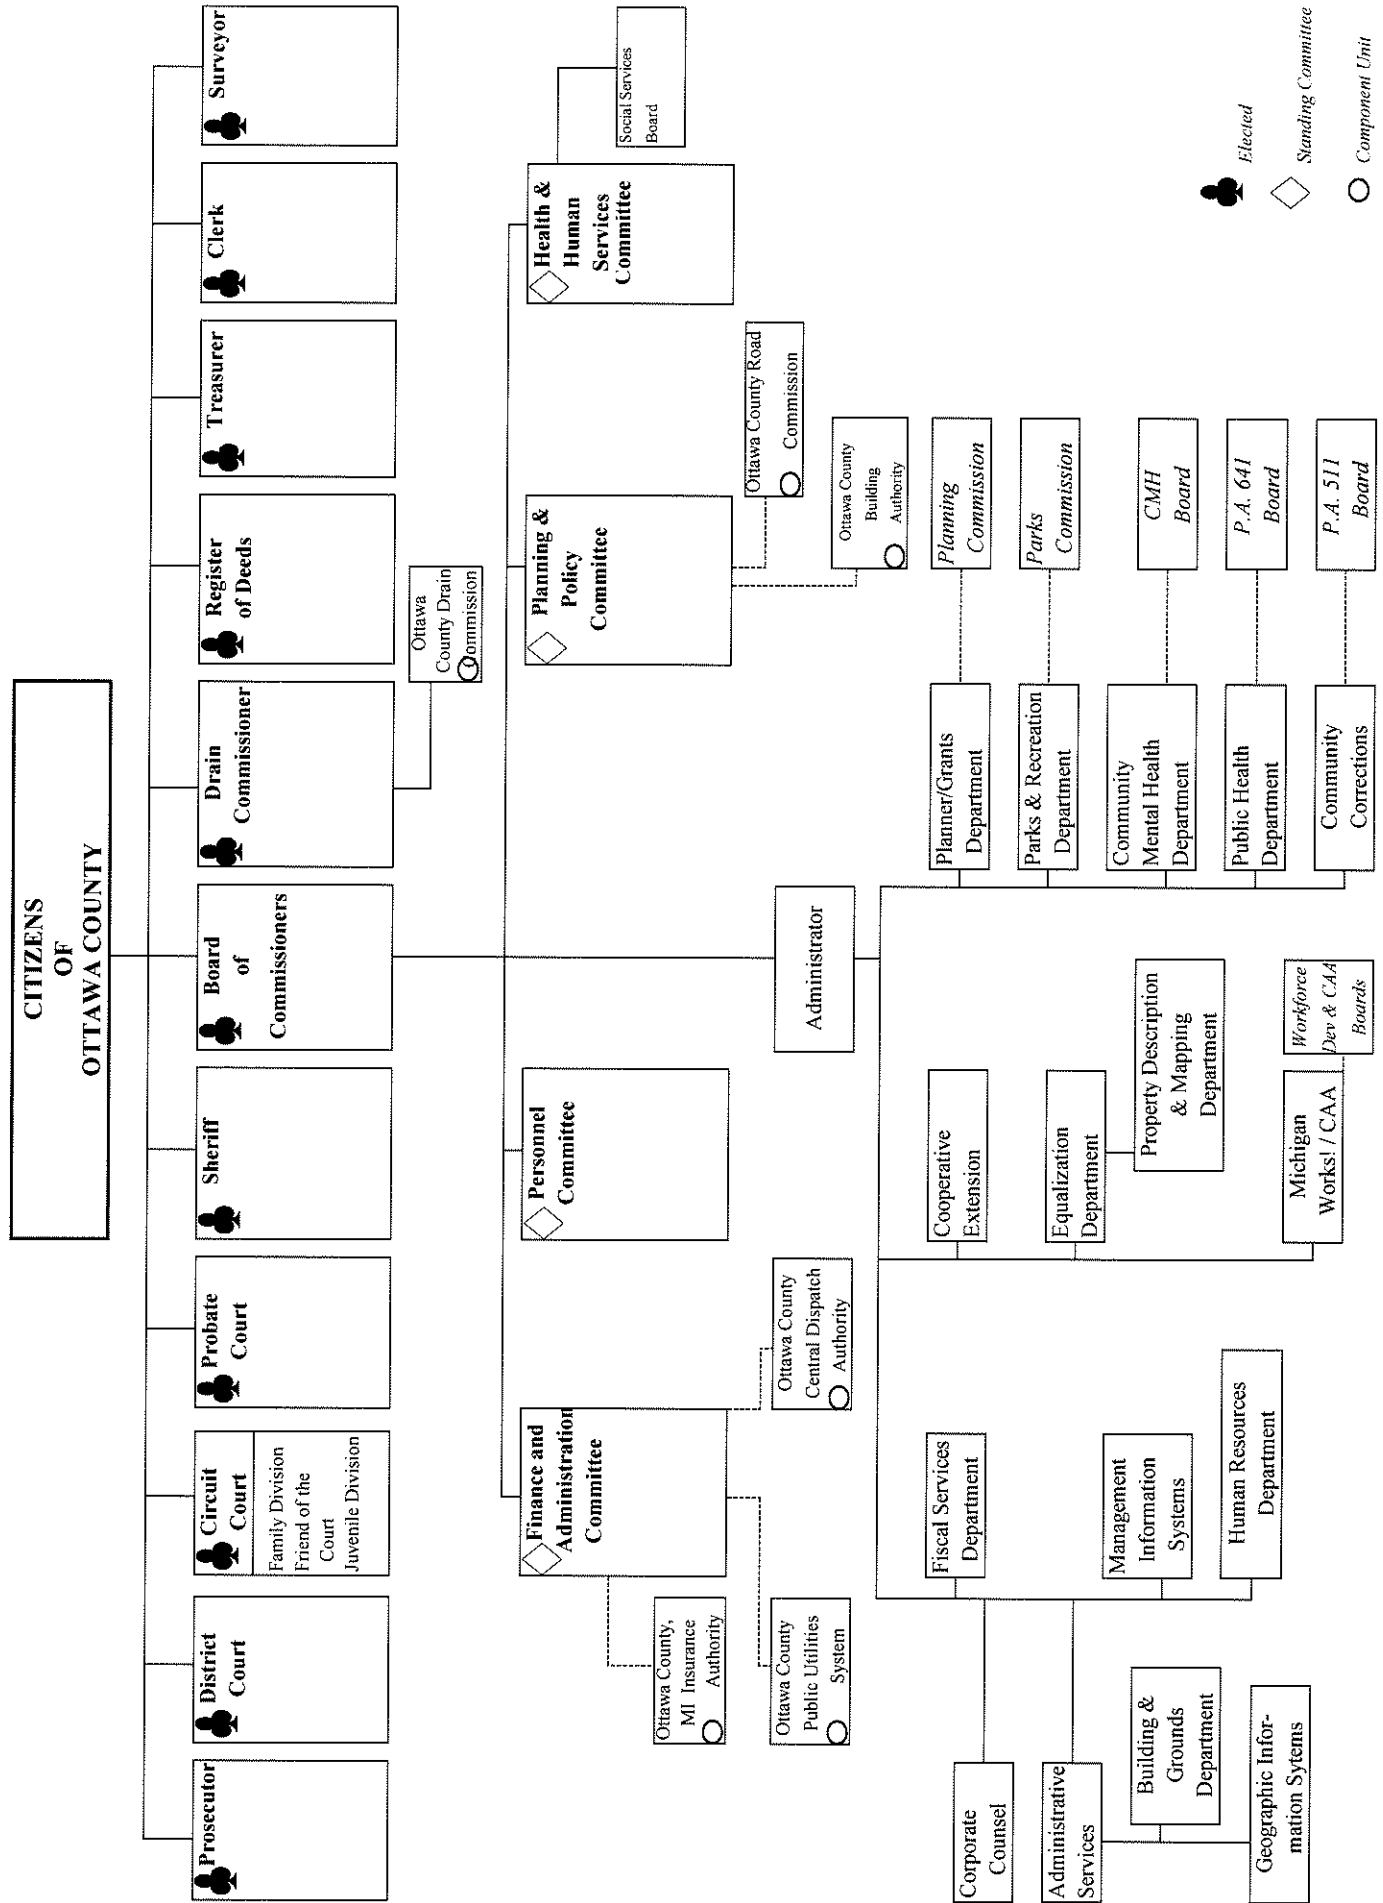 CITIZENS
OF
OTTAWA COUNTY
Prosecutor
District
Court
Circuit
Court
Family Division
Friend of the
Court
Juvenile Division
Probate
Court
Sheriff
Board
of
Commissioners
Drain
Commissioner
Register
of Deeds
Treasurer
Clerk
Surveyor
Ottawa
County Drain
Commission
Finance and
Administration
Committee
Personnel
Committee
Planning &
Policy
Committee
Health &
Human
Services
Committee
Social Services
Board
Ottawa County,
MI Insurance
Authority
Ottawa County
Public Utilities
System
Ottawa County
Central Dispatch
Authority
Administrator
Ottawa County Road
Commission
Ottawa County
Building
Authority
Corporate
Counsel
Administrative
Services
Building &
Grounds
Department
Geographic Infor-
mation Sytems
Fiscal Services
Department
Management
Information
Systems
Human Resources
Department
Cooperative
Extension
Equalization
Department
Property Description
& Mapping
Department
Michigan
Works! / CAA
Workforce
Dev & CAA
Boards
Planner/Grants
Department
Planning
Commission
Parks & Recreation
Department
Parks
Commission
Community
Mental Health
Department
CMH
Board
Public Health
Department
P.A. 641
Board
Community
Corrections
P.A. 511
Board
Elected
Standing Committee
Component Unit